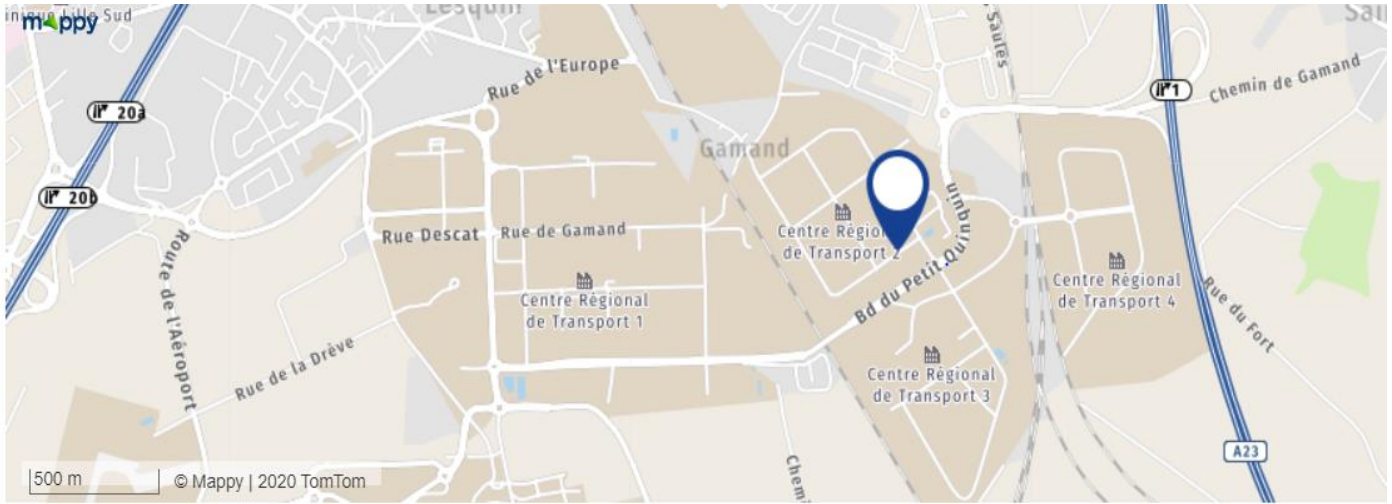 Lille Sud
mappy
Lesquin
Saules
Rue de l'Europe
20a
1
Chemin de Gamand
Gamand
20b
Route de l'Aéroport
Rue Descat
Rue de Gamand
Centre Régional
de Transport 2
Bd du Petit Quinquin
Centre Régional
de Transport 1
Centre Régional
de Transport 4
Rue du Fort
Rue de la Drève
Centre Régional
de Transport 3
A23
500 m
© Mappy | 2020 TomTom